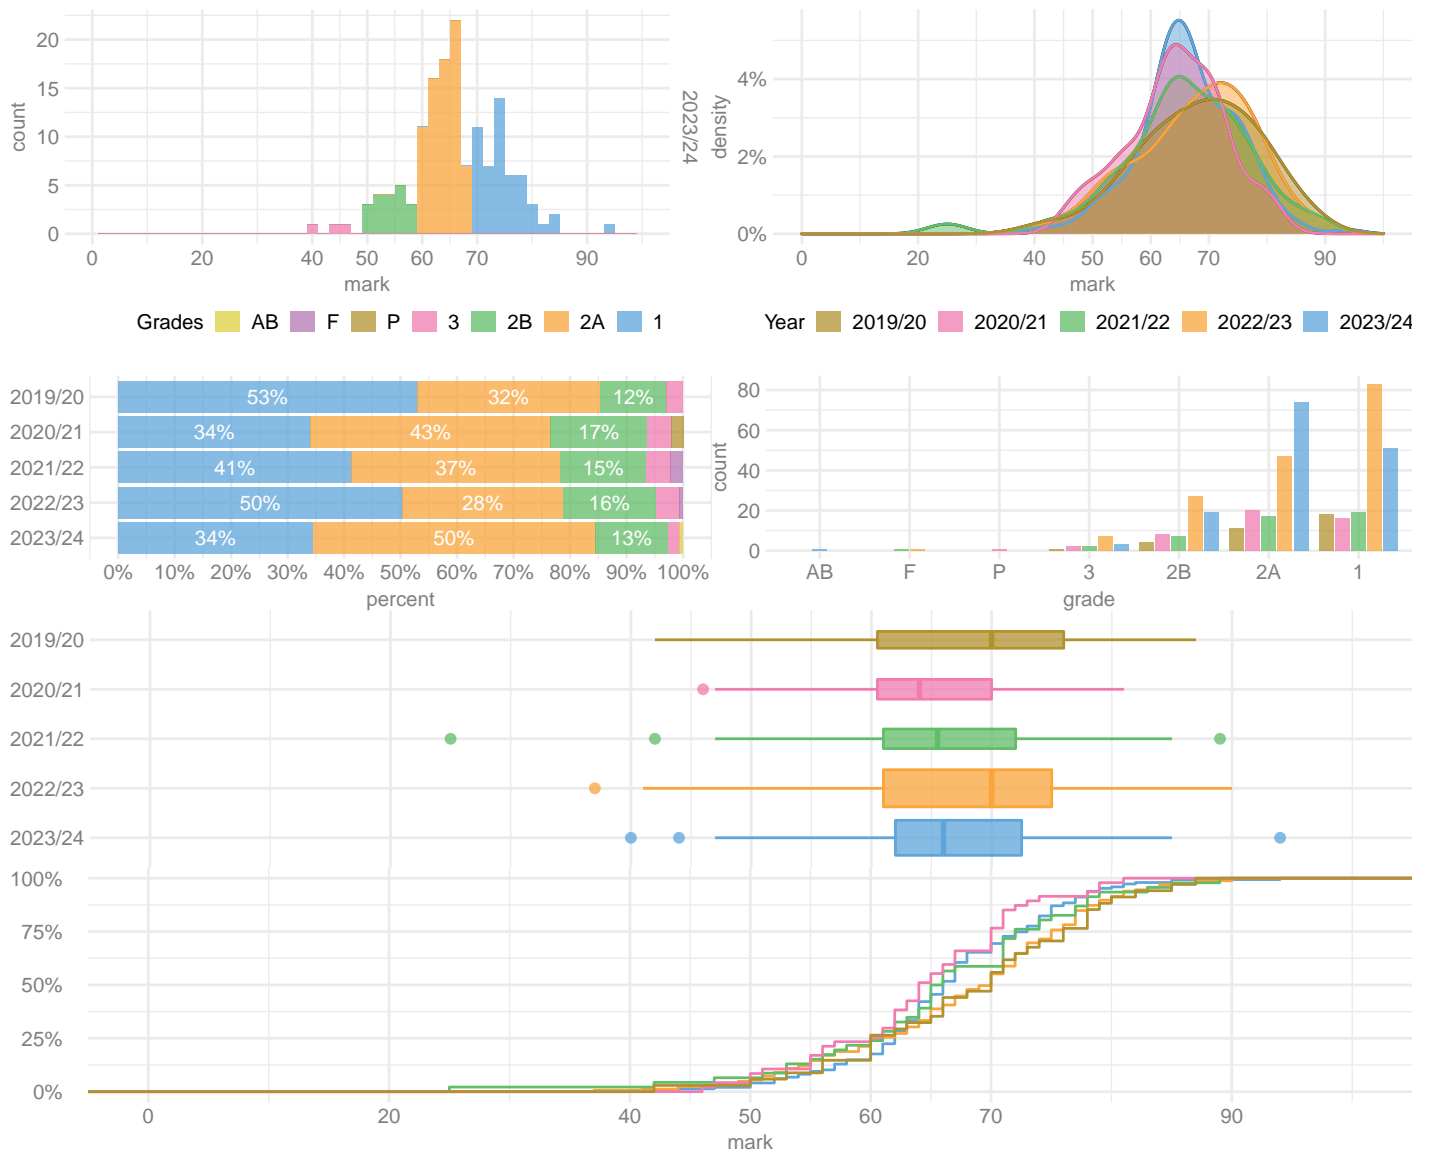 20
15
10
5
0
count
0 20 40 50 60 70 90
mark
2023/24
4%
2%
0%
density
0 20 40 50 60 70 90
mark
Grades AB F P 3 2B 2A 1
Year 2019/20 2020/21 2021/22 2022/23 2023/24
2019/20 53% 32% 12%
2020/21 34% 43% 17%
2021/22 41% 37% 15%
2022/23 50% 28% 16%
2023/24 34% 50% 13%
0% 10% 20% 30% 40% 50% 60% 70% 80% 90% 100%
percent
80
60
40
20
0
count
AB F P 3 2B 2A 1
grade
2019/20
2020/21
2021/22
2022/23
2023/24
100%
75%
50%
25%
0%
0 20 40 50 60 70 90
mark